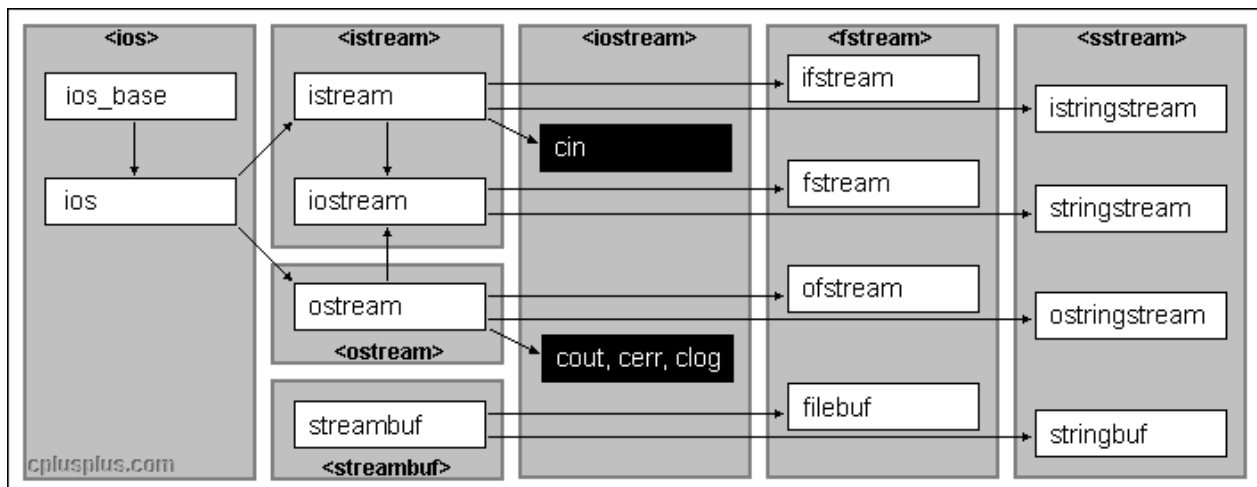 <ios>
ios_base
ios
cplusplus.com
<istream>
istream
iostream
ostream
<ostream>
streambuf
<streambuf>
<iostream>
cin
cout, cerr, clog
<fstream>
ifstream
fstream
ofstream
filebuf
<sstream>
istringstream
stringstream
ostringstream
stringbuf